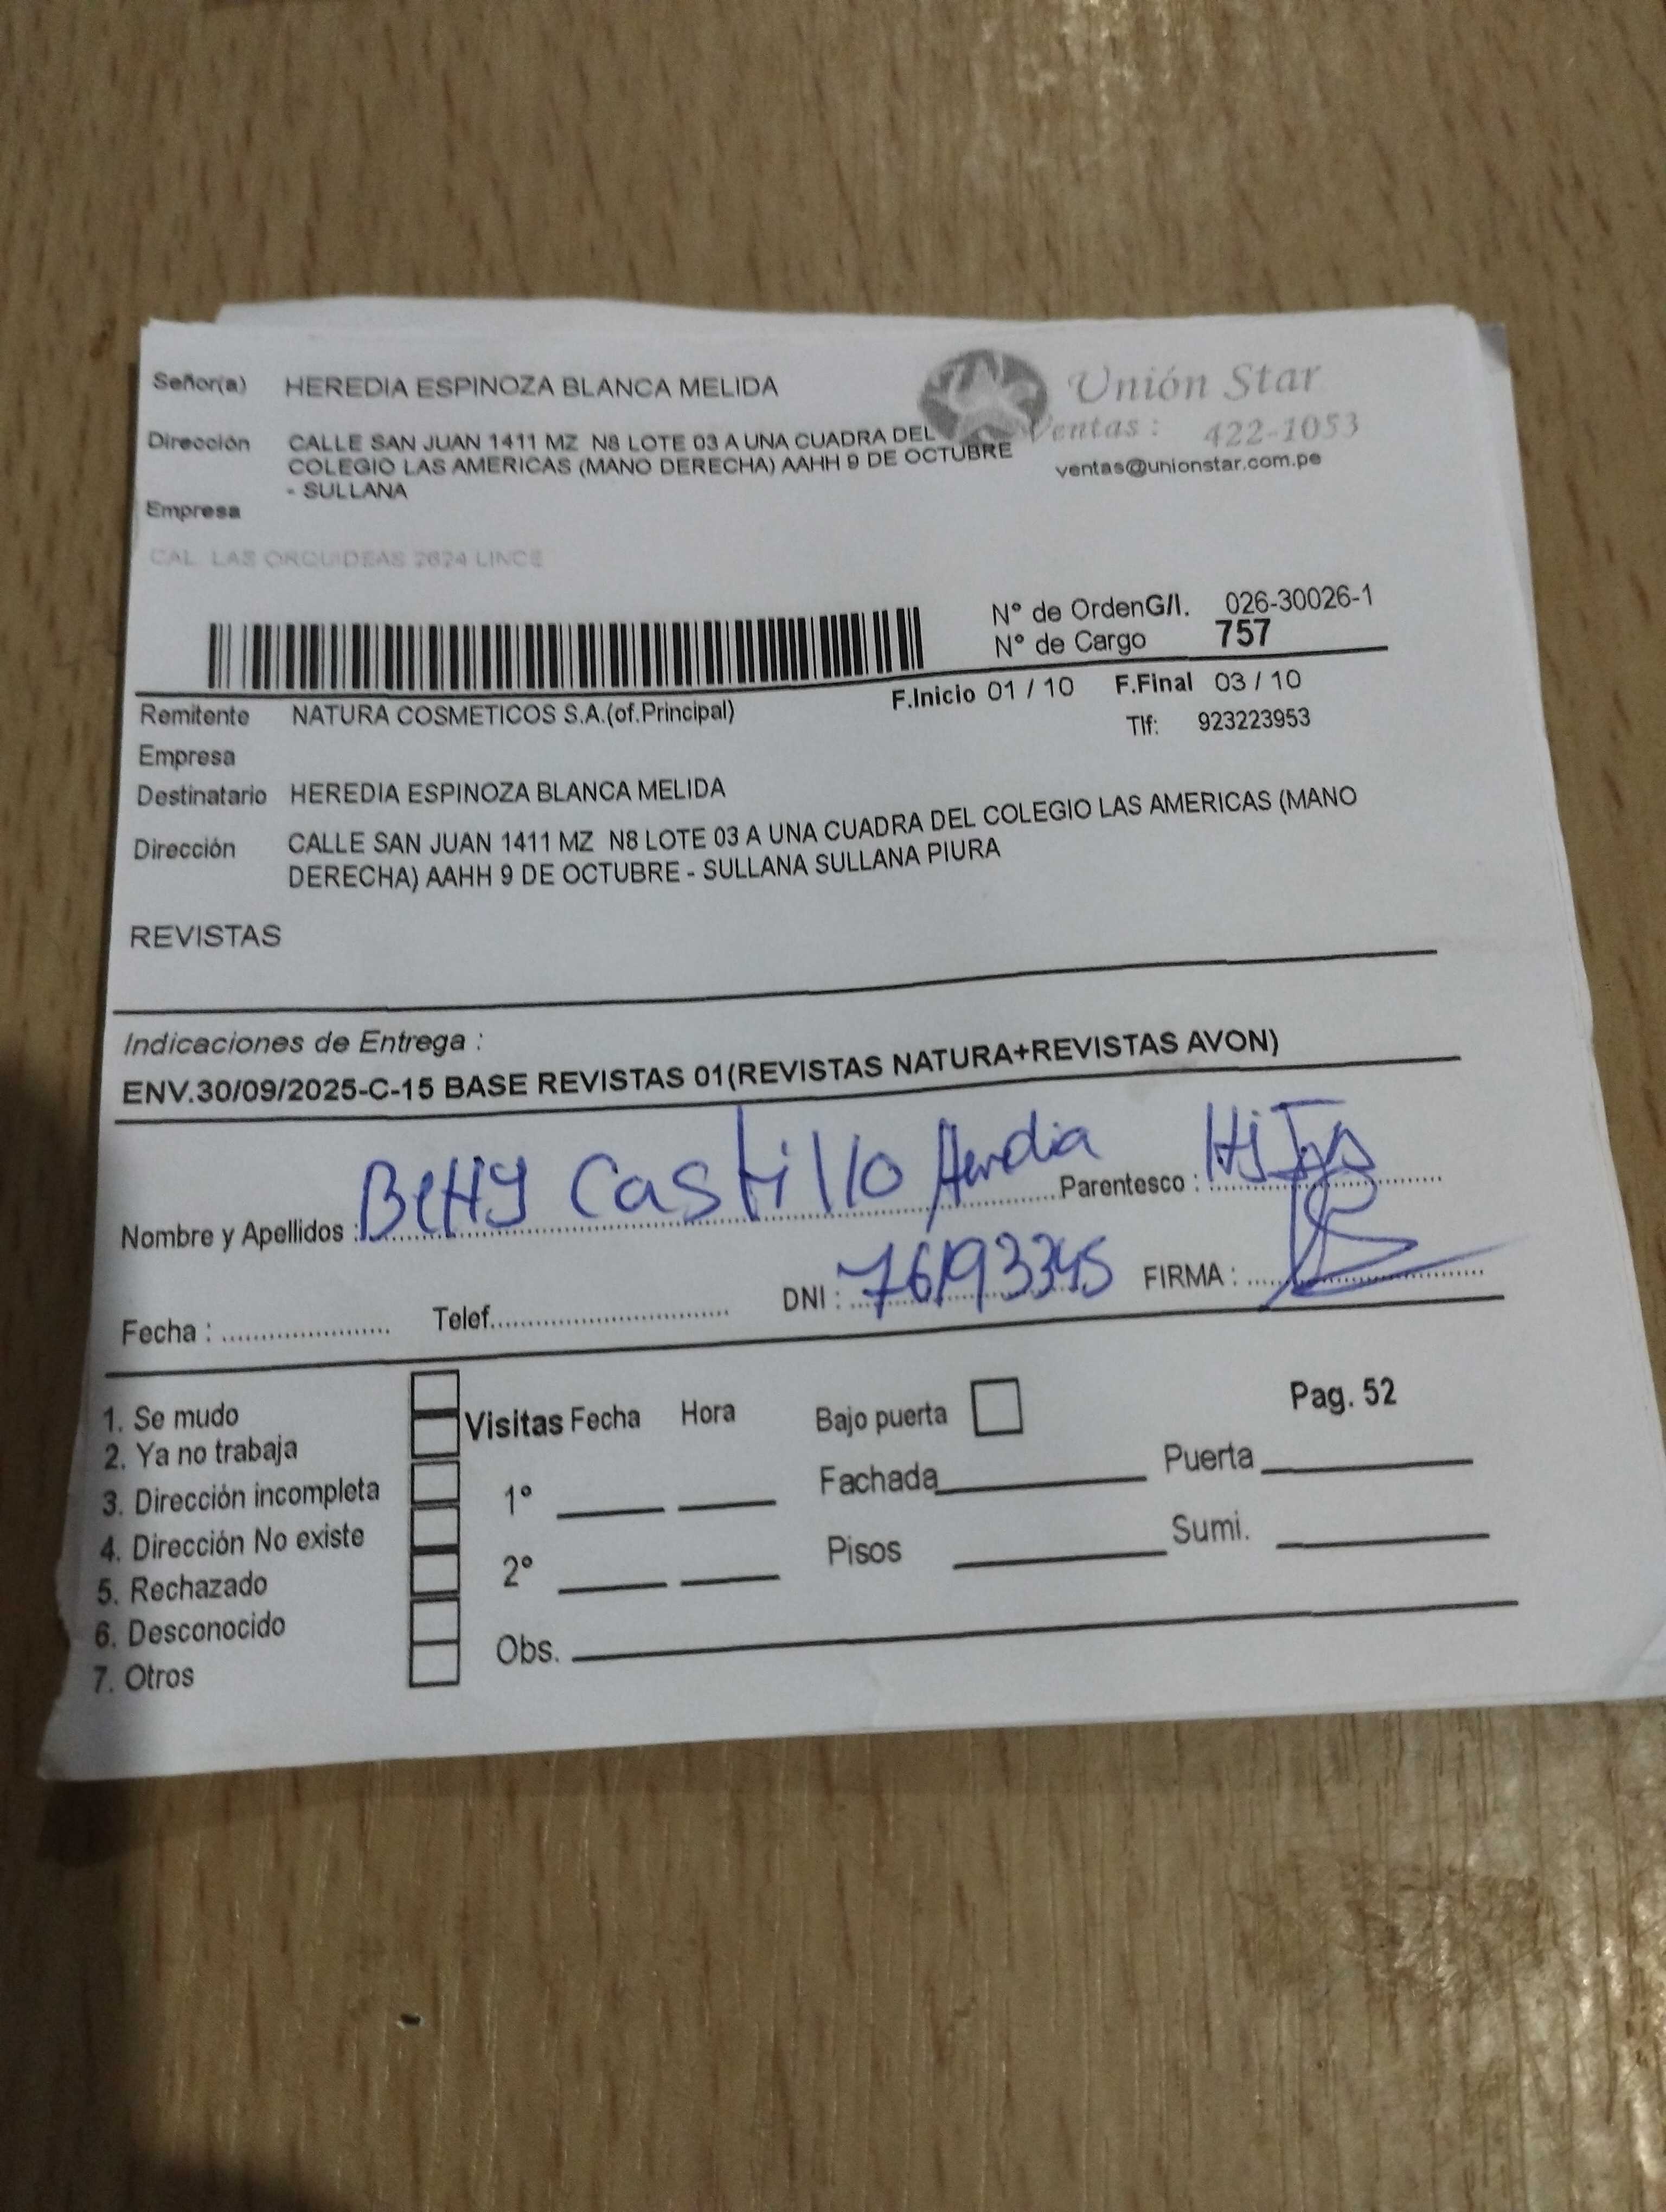 Señor(a) HEREDIA ESPINOZA BLANCA MELIDA
Unión Star
Ventas : 422-1053
ventas@unionstar.com.pe
Dirección CALLE SAN JUAN 1411 MZ N8 LOTE 03 A UNA CUADRA DEL
COLEGIO LAS AMERICAS (MANO DERECHA) AAHH 9 DE OCTUBRE
- SULLANA
Empresa
CAL. LAS ORQUIDEAS 2624 LINCE
N° de OrdenG/I. 026-30026-1
N° de Cargo 757
F.Inicio 01 / 10 F.Final 03 / 10
Remitente NATURA COSMETICOS S.A.(of.Principal)
Tlf: 923223953
Empresa
Destinatario HEREDIA ESPINOZA BLANCA MELIDA
Dirección CALLE SAN JUAN 1411 MZ N8 LOTE 03 A UNA CUADRA DEL COLEGIO LAS AMERICAS (MANO
DERECHA) AAHH 9 DE OCTUBRE - SULLANA SULLANA PIURA
REVISTAS
Indicaciones de Entrega :
ENV.30/09/2025-C-15 BASE REVISTAS 01(REVISTAS NATURA+REVISTAS AVON)
Nombre y Apellidos : Betty Castillo Heredia Parentesco :
Fecha : Telef. DNI : 76193345 FIRMA :
1. Se mudo
2. Ya no trabaja
3. Dirección incompleta
4. Dirección No existe
5. Rechazado
6. Desconocido
7. Otros
Visitas Fecha Hora
1°
2°
Obs.
Bajo puerta
Pag. 52
Fachada Puerta
Pisos Sumi.